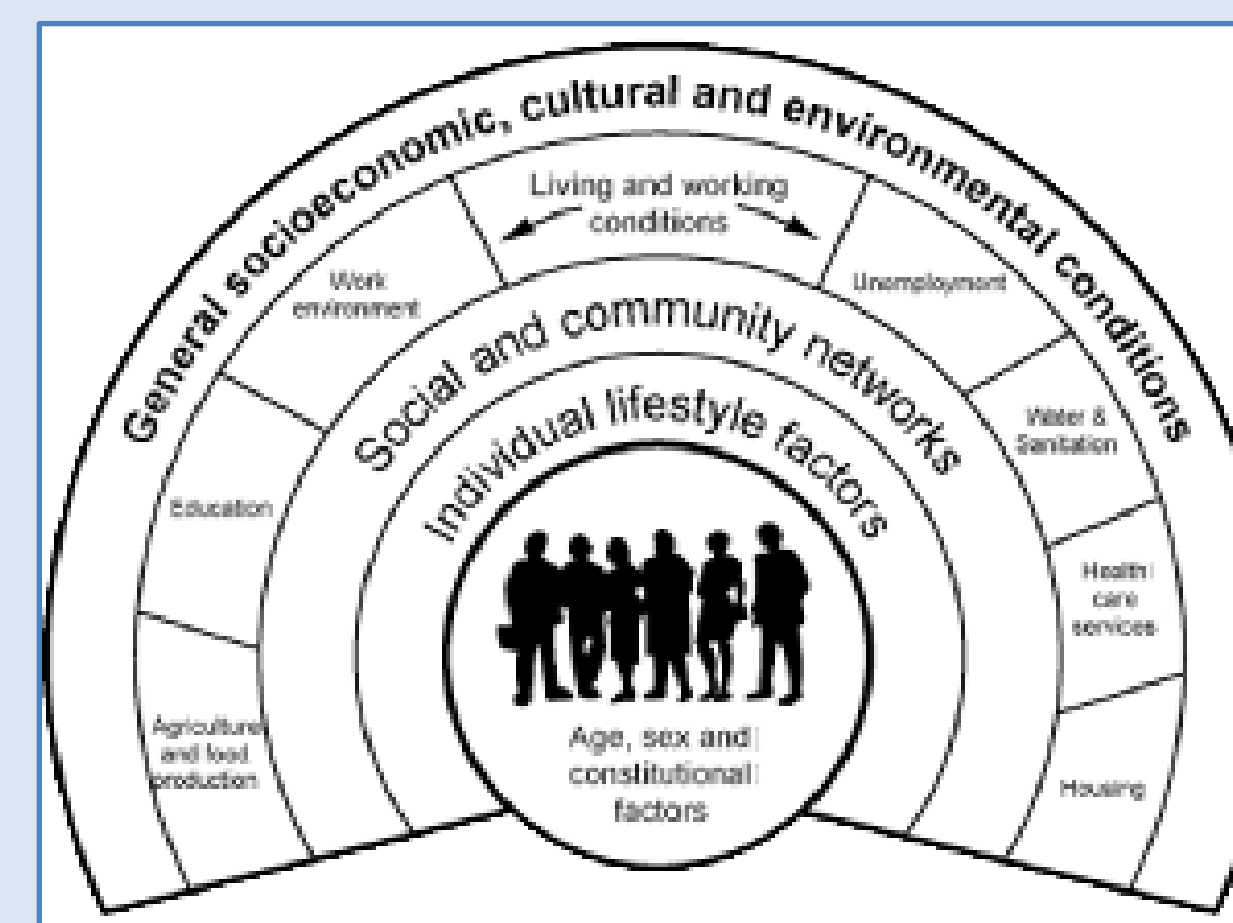 General socioeconomic, cultural and environmental conditions
Living and working
conditions
Work
environment
Unemployment
Education
Water &
Sanitation
Agriculture
and food
production
Health
care
services
Housing
Social and community networks
Individual lifestyle factors
Age, sex and
constitutional
factors